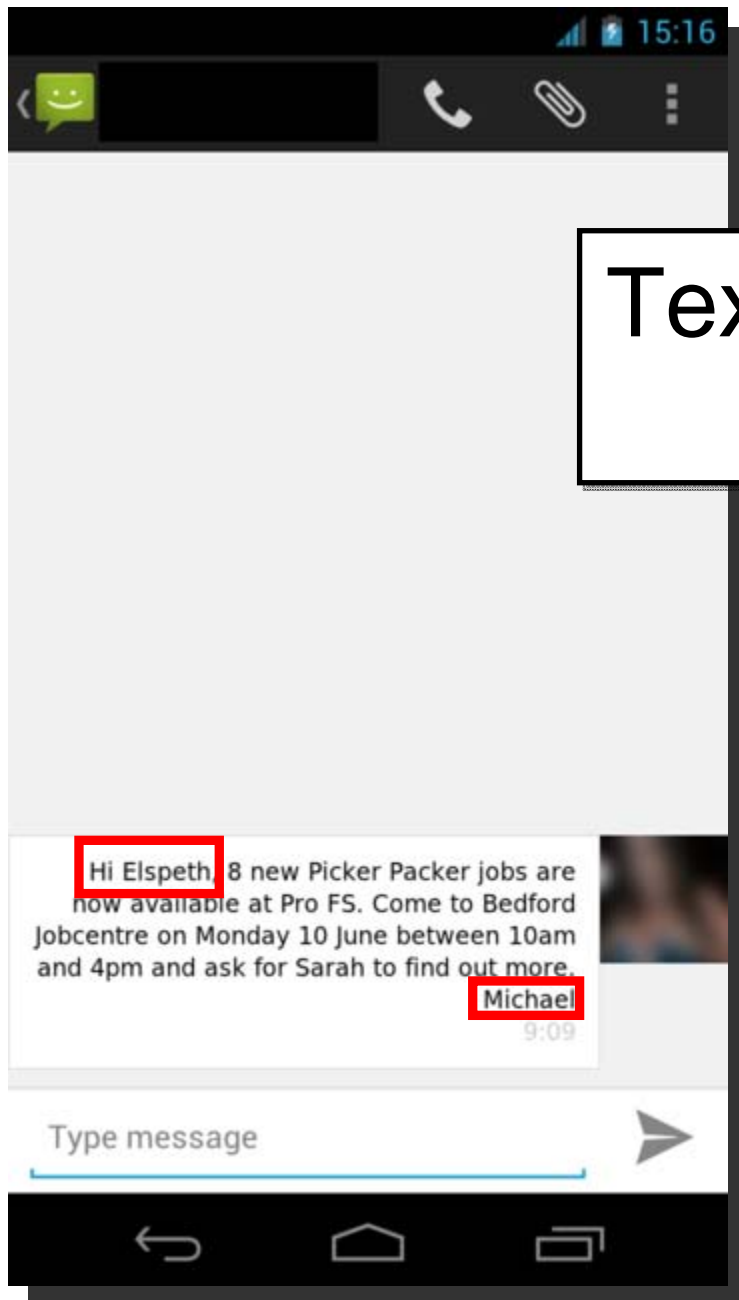 15:16
Tex
Hi Elspeth, 8 new Picker Packer jobs are
now available at Pro FS. Come to Bedford
Jobcentre on Monday 10 June between 10am
and 4pm and ask for Sarah to find out more.
Michael
9:09
Type message